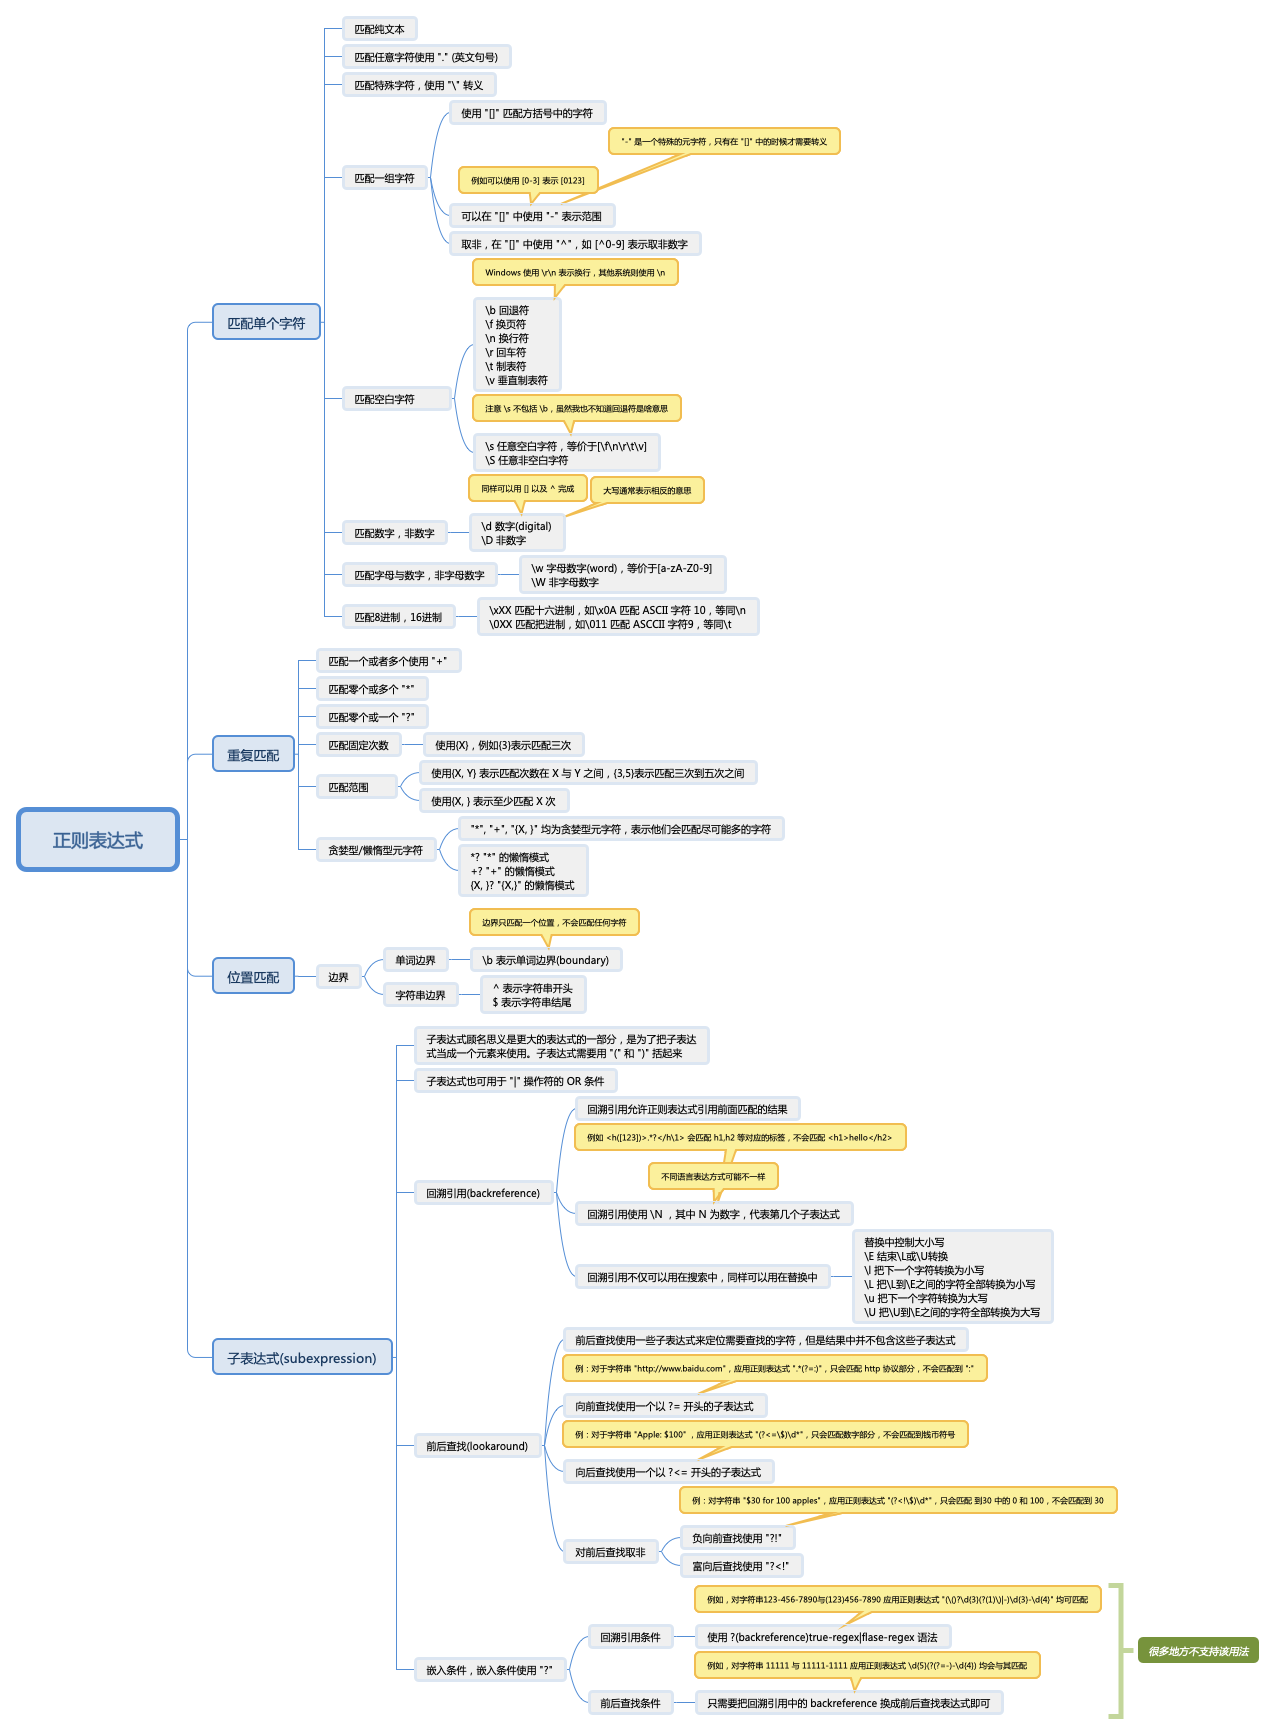 匹配纯文本
匹配任意字符使用 "." (英文句号)
匹配特殊字符，使用 "\" 转义
使用 "[]" 匹配方括号中的字符
"-" 是一个特殊的元字符，只有在 "[]" 中的时候才需要转义
匹配一组字符
例如可以使用 [0-3] 表示 [0123]
可以在 "[]" 中使用 "-" 表示范围
取非，在 "[]" 中使用 "^"，如 [^0-9] 表示取非数字
Windows 使用 \r\n 表示换行，其他系统则使用 \n
匹配单个字符
\b 回退符
\f 换页符
\n 换行符
\r 回车符
\t 制表符
\v 垂直制表符
匹配空白字符
注意 \s 不包括 \b，虽然我也不知道回退符是啥意思
\s 任意空白字符，等价于[\f\n\r\t\v]
\S 任意非空白字符
同样可以用 [] 以及 ^ 完成
大写通常表示相反的意思
匹配数字，非数字
\d 数字(digital)
\D 非数字
匹配字母与数字，非字母数字
\w 字母数字(word)，等价于[a-zA-Z0-9]
\W 非字母数字
匹配8进制，16进制
\xXX 匹配十六进制，如\x0A 匹配 ASCII 字符 10，等同\n
\0XX 匹配把进制，如\011 匹配 ASCCII 字符9，等同\t
匹配一个或者多个使用 "+"
匹配零个或多个 "*"
匹配零个或一个 "?"
重复匹配
匹配固定次数
使用{X}，例如{3}表示匹配三次
匹配范围
使用{X, Y} 表示匹配次数在 X 与 Y 之间，{3,5}表示匹配三次到五次之间
使用{X, } 表示至少匹配 X 次
正则表达式
贪婪型/懒惰型元字符
"*", "+", "{X, }" 均为贪婪型元字符，表示他们会匹配尽可能多的字符
*? "*" 的懒惰模式
+? "+" 的懒惰模式
{X, }? "{X,}" 的懒惰模式
边界只匹配一个位置，不会匹配任何字符
位置匹配
边界
单词边界
\b 表示单词边界(boundary)
字符串边界
^ 表示字符串开头
$ 表示字符串结尾
子表达式顾名思义是更大的表达式的一部分，是为了把子表达
式当成一个元素来使用。子表达式需要用 "(" 和 ")" 括起来
子表达式也可用于 "|" 操作符的 OR 条件
回溯引用允许正则表达式引用前面匹配的结果
例如 <h([123])>.*?</h\1> 会匹配 h1,h2 等对应的标签，不会匹配 <h1>hello</h2>
不同语言表达方式可能不一样
回溯引用(backreference)
回溯引用使用 \N ，其中 N 为数字，代表第几个子表达式
回溯引用不仅可以用在搜索中，同样可以用在替换中
替换中控制大小写
\E 结束\L或\U转换
\l 把下一个字符转换为小写
\L 把\L到\E之间的字符全部转换为小写
\u 把下一个字符转换为大写
\U 把\U到\E之间的字符全部转换为大写
子表达式(subexpression)
前后查找使用一些子表达式来定位需要查找的字符，但是结果中并不包含这些子表达式
例：对于字符串 "http://www.baidu.com"，应用正则表达式 ".*(?=:)"，只会匹配 http 协议部分，不会匹配到 ":"
向前查找使用一个以 ?= 开头的子表达式
例：对于字符串 "Apple: $100" ，应用正则表达式 "(?<=\$)\d*"，只会匹配数字部分，不会匹配到钱币符号
前后查找(lookaround)
向后查找使用一个以 ?<= 开头的子表达式
例：对字符串 "$30 for 100 apples"，应用正则表达式 "(?<!\$)\d*"，只会匹配 到30 中的 0 和 100，不会匹配到 30
对前后查找取非
负向前查找使用 "?!"
富向后查找使用 "?<!"
例如，对字符串123-456-7890与(123)456-7890 应用正则表达式 "(\()?\d{3}(?(1)\)|-)\d{3}-\d{4}" 均可匹配
回溯引用条件
使用 ?(backreference)true-regex|flase-regex 语法
很多地方不支持该用法
例如，对字符串 11111 与 11111-1111 应用正则表达式 \d{5}(?(?=-)-\d{4}) 均会与其匹配
嵌入条件，嵌入条件使用 "?"
前后查找条件
只需要把回溯引用中的 backreference 换成前后查找表达式即可